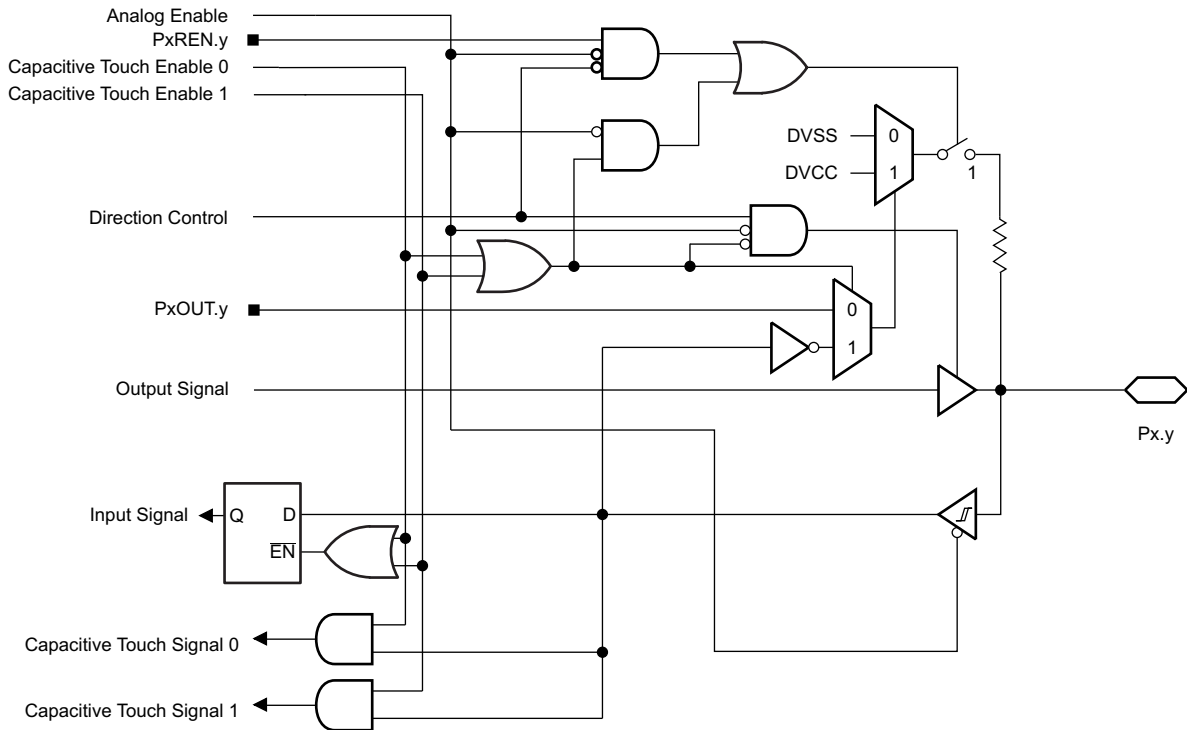 Analog Enable
PxREN.y
Capacitive Touch Enable 0
Capacitive Touch Enable 1
DVSS
0
DVCC
1
1
Direction Control
PxOUT.y
0
1
Output Signal
Px.y
Input Signal
Q
D
EN
Capacitive Touch Signal 0
Capacitive Touch Signal 1